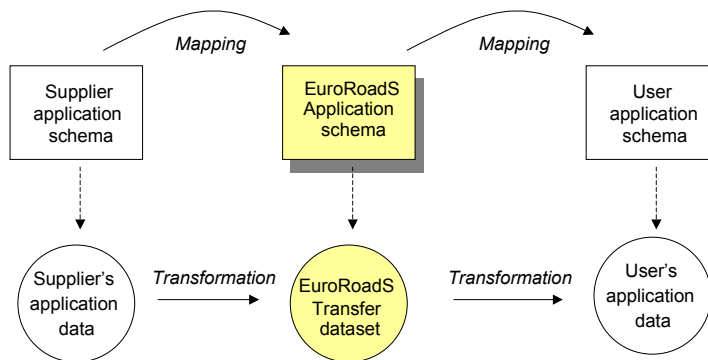 Mapping
Mapping
Supplier
application
schema
EuroRoadS
Application
schema
User
application
schema
Supplier's
application
data
Transformation
EuroRoadS
Transfer
dataset
Transformation
User's
application
data